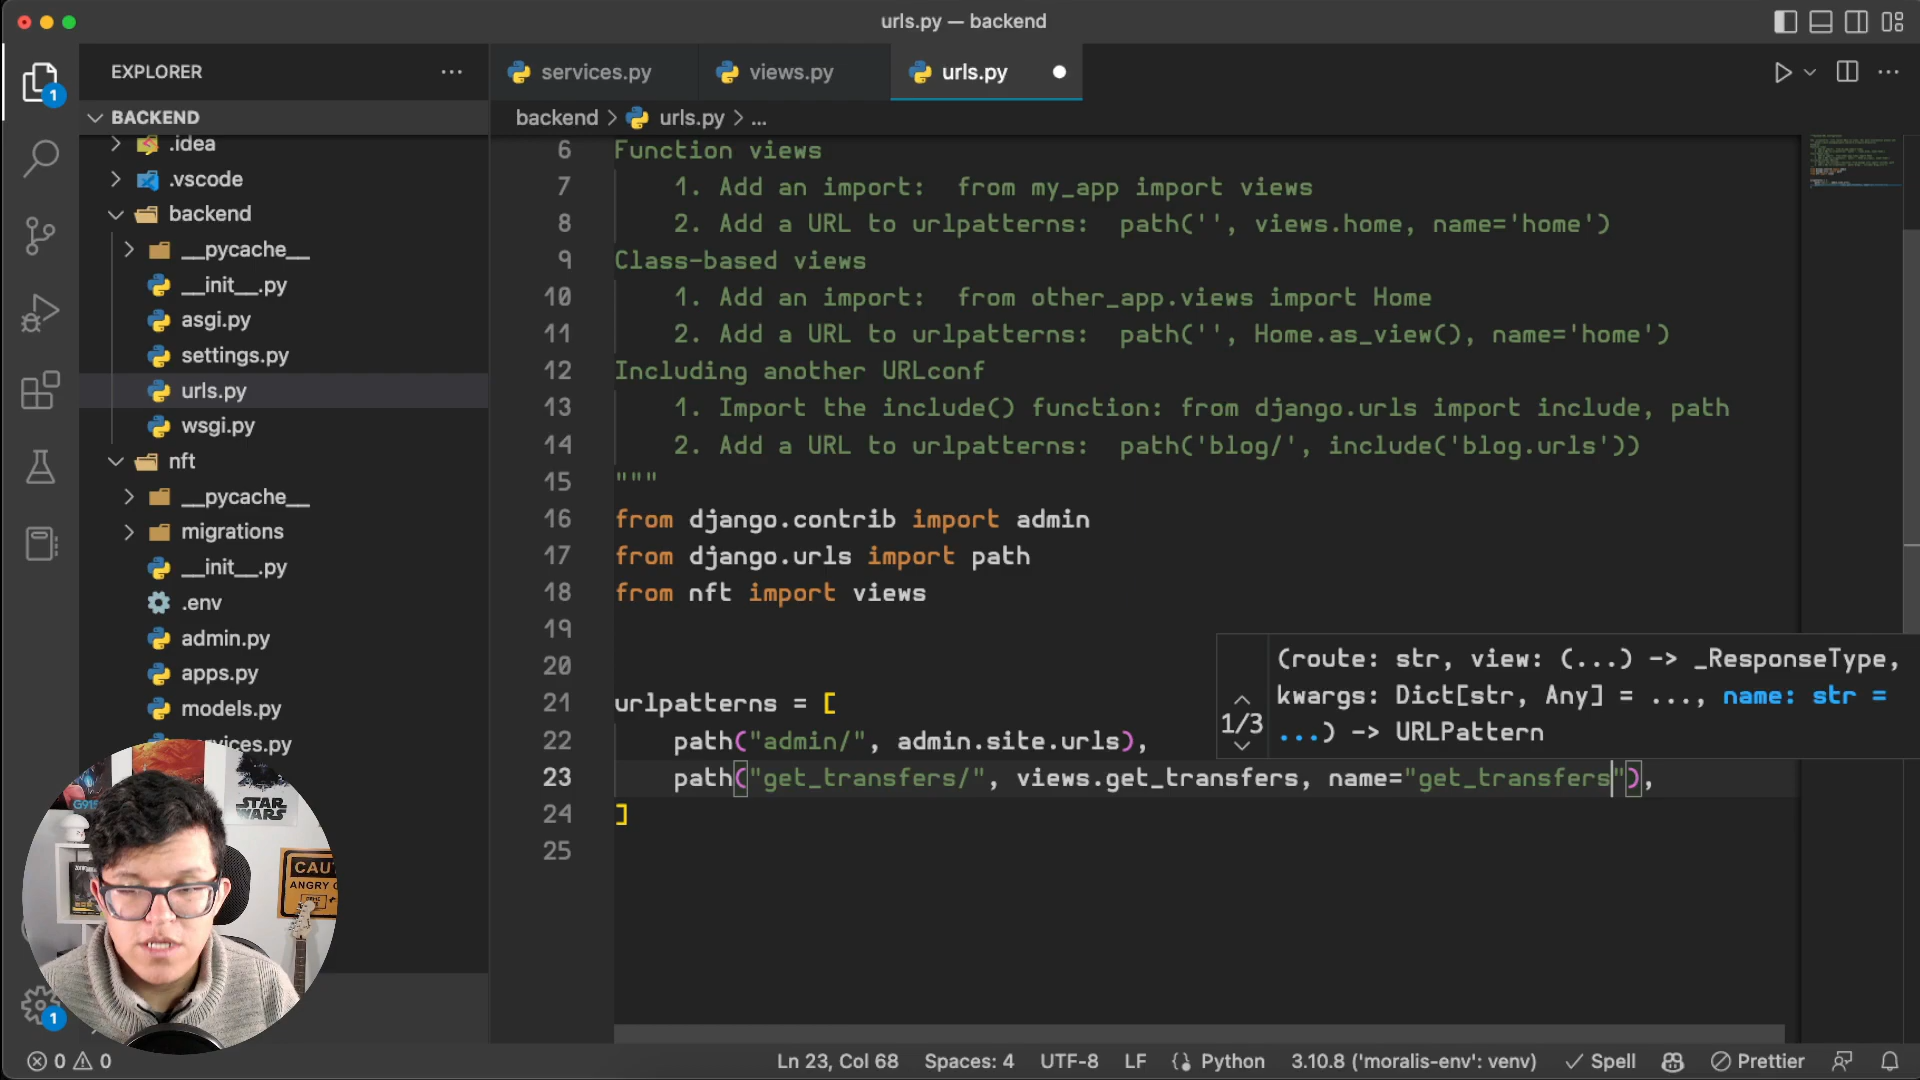 urls.py — backend
EXPLORER
BACKEND
.idea
.vscode
backend
__pycache__
__init__.py
asgi.py
settings.py
urls.py
wsgi.py
nft
__pycache__
migrations
__init__.py
.env
admin.py
apps.py
models.py
services.py
1
1
services.py
views.py
urls.py
backend > urls.py > ...
6 Function views
7 1. Add an import:  from my_app import views
8 2. Add a URL to urlpatterns:  path('', views.home, name='home')
9 Class-based views
10 1. Add an import:  from other_app.views import Home
11 2. Add a URL to urlpatterns:  path('', Home.as_view(), name='home')
12 Including another URLconf
13 1. Import the include() function: from django.urls import include, path
14 2. Add a URL to urlpatterns:  path('blog/', include('blog.urls'))
15 """
16 from django.contrib import admin
17 from django.urls import path
18 from nft import views
19
20
21 urlpatterns = [
22 path("admin/", admin.site.urls),
23 path("get_transfers/", views.get_transfers, name="get_transfers"),
24 ]
25
1/3
(route: str, view: (...) -> _ResponseType,
kwargs: Dict[str, Any] = ..., name: str =
...) -> URLPattern
G915
STAR
WARS
CAUT
ANGRY
0 0
Ln 23, Col 68
Spaces: 4
UTF-8
LF
Python
3.10.8 ('moralis-env': venv)
Spell
Prettier